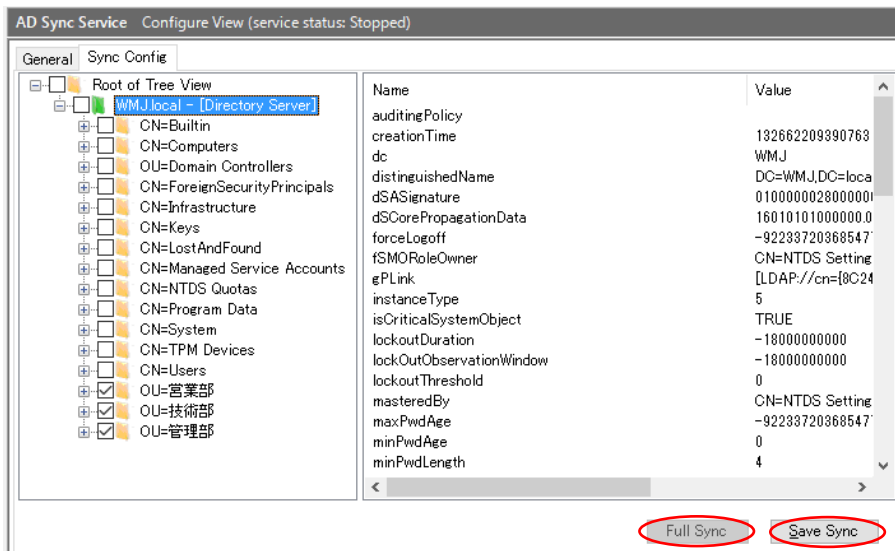 AD Sync Service Configure View (service status: Stopped)
General Sync Config
Root of Tree View
WMJ.local - [Directory Server]
CN=Builtin
CN=Computers
OU=Domain Controllers
CN=ForeignSecurityPrincipals
CN=Infrastructure
CN=Keys
CN=LostAndFound
CN=Managed Service Accounts
CN=NTDS Quotas
CN=Program Data
CN=System
CN=TPM Devices
CN=Users
OU=営業部
OU=技術部
OU=管理部
Name Value
auditingPolicy
creationTime 132662209390763
dc WMJ
distinguishedName DC=WMJ,DC=loca
dSASignature 010000002800000
dSCorePropagationData 16010101000000.0
forceLogoff -92233720368547
fSMORoleOwner CN=NTDS Setting
gPLink [LDAP://cn={8C24
instanceType 5
isCriticalSystemObject TRUE
lockoutDuration -18000000000
lockOutObservationWindow -18000000000
lockoutThreshold 0
masteredBy CN=NTDS Setting
maxPwdAge -92233720368547
minPwdAge 0
minPwdLength 4
Full Sync Save Sync